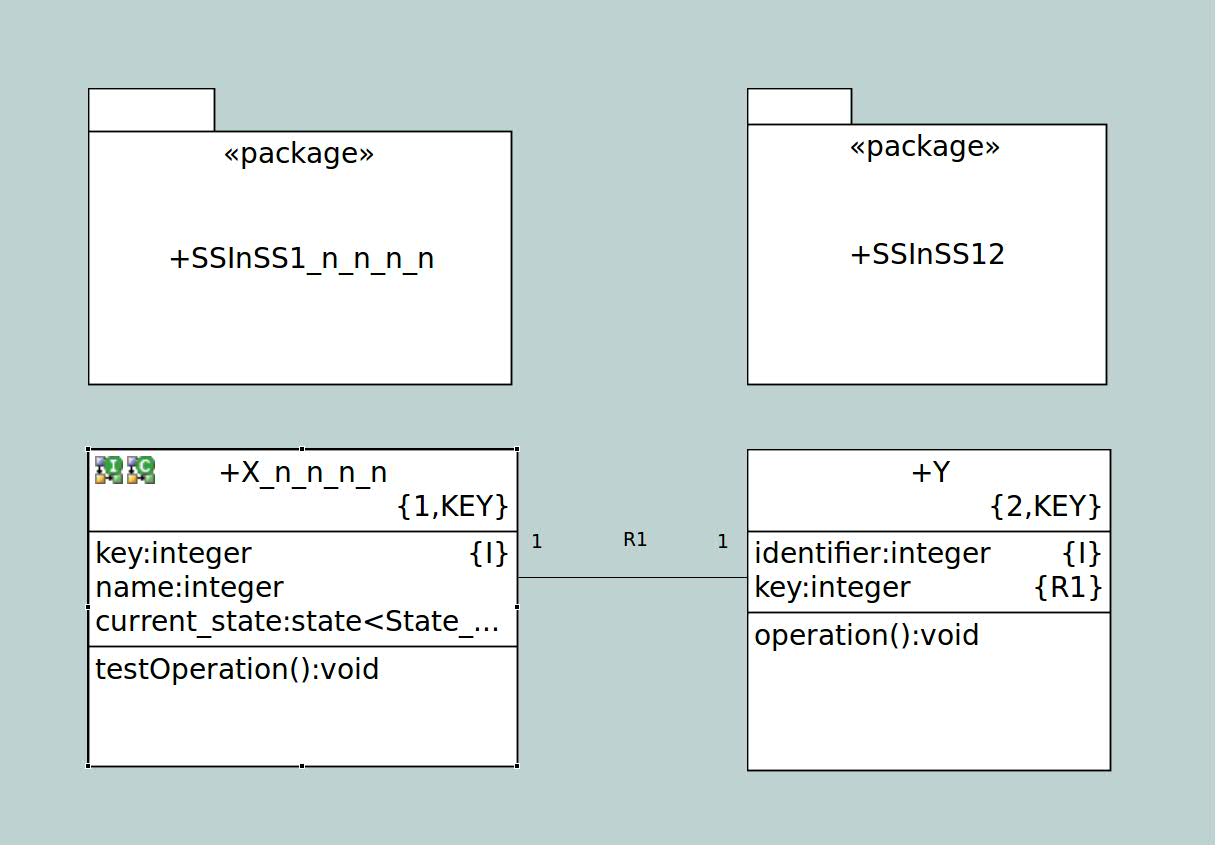 «package»
+SSInSS1_n_n_n_n
«package»
+SSInSS12
I C +X_n_n_n_n
{1,KEY}
key:integer {I}
name:integer
current_state:state<State_...
testOperation():void
1 R1 1
+Y
{2,KEY}
identifier:integer {I}
key:integer {R1}
operation():void